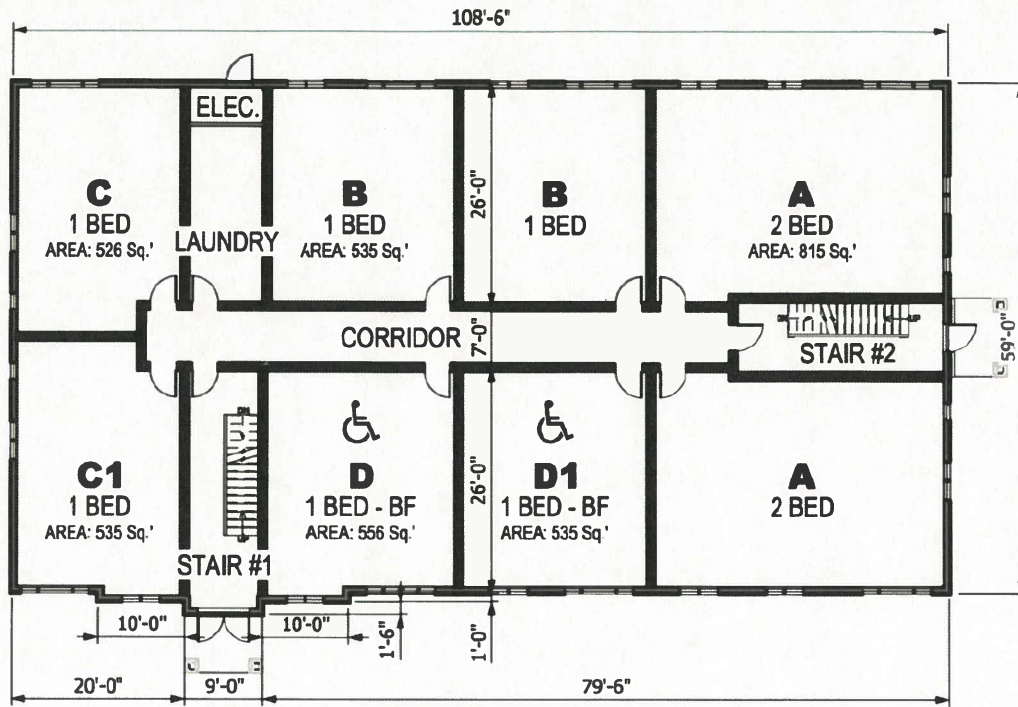 108'-6"
ELEC.
C
1 BED
AREA: 526 Sq.'
LAUNDRY
B
1 BED
AREA: 535 Sq.'
26'-0"
B
1 BED
A
2 BED
AREA: 815 Sq.'
CORRIDOR
7'-0"
STAIR #2
59'-0"
C1
1 BED
AREA: 535 Sq.'
STAIR #1
D
1 BED - BF
AREA: 556 Sq.'
26'-0"
D1
1 BED - BF
AREA: 535 Sq.'
A
2 BED
10'-0"
10'-0"
1'-6"
1'-0"
20'-0"
9'-0"
79'-6"